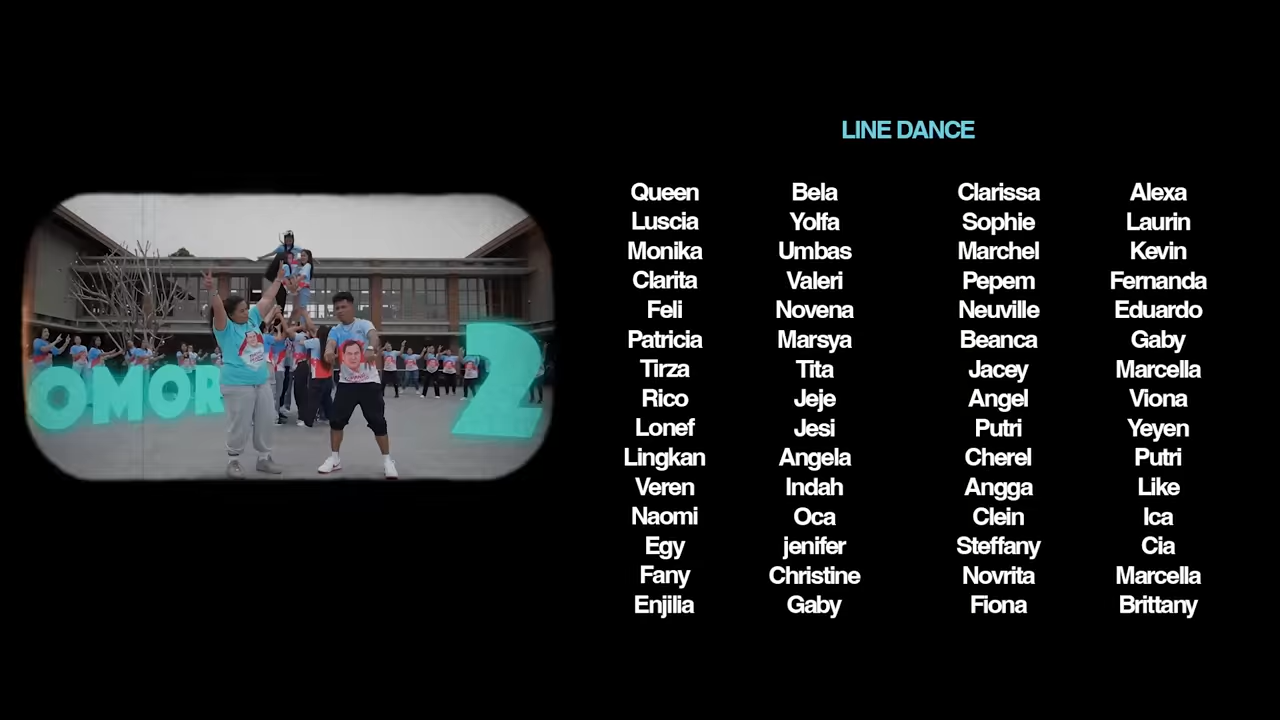 LINE DANCE
Queen Bela Clarissa Alexa
Luscia Yolfa Sophie Laurin
Monika Umbas Marchel Kevin
Clarita Valeri Pepem Fernanda
Feli Novena Neuville Eduardo
Patricia Marsya Beanca Gaby
Tirza Tita Jacey Marcella
Rico Jeje Angel Viona
Lonef Jesi Putri Yeyen
Lingkan Angela Cherel Putri
Veren Indah Angga Like
Naomi Oca Clein Ica
Egy jenifer Steffany Cia
Fany Christine Novrita Marcella
Enjilia Gaby Fiona Brittany
OMOR 2